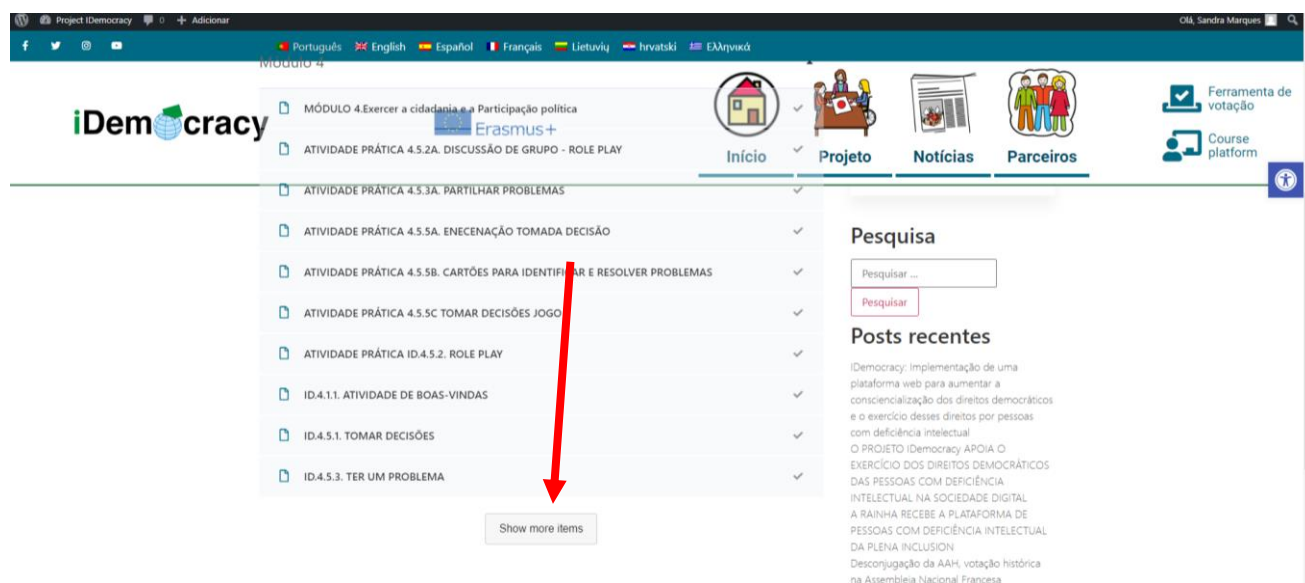 Project IDemocracy 0 Adicionar Olá, Sandra Marques
Português English Español Français Lietuvių hrvatski Ελληνικά
Módulo 4
iDemocracy
Erasmus+
Início
Projeto
Notícias
Parceiros
Ferramenta de
votação
Course
platform
MÓDULO 4.Exercer a cidadania e a Participação política
ATIVIDADE PRÁTICA 4.5.2A. DISCUSSÃO DE GRUPO - ROLE PLAY
ATIVIDADE PRÁTICA 4.5.3A. PARTILHAR PROBLEMAS
ATIVIDADE PRÁTICA 4.5.5A. ENECENAÇÃO TOMADA DECISÃO
ATIVIDADE PRÁTICA 4.5.5B. CARTÕES PARA IDENTIFICAR E RESOLVER PROBLEMAS
ATIVIDADE PRÁTICA 4.5.5C TOMAR DECISÕES JOGO
ATIVIDADE PRÁTICA ID.4.5.2. ROLE PLAY
ID.4.1.1. ATIVIDADE DE BOAS-VINDAS
ID.4.5.1. TOMAR DECISÕES
ID.4.5.3. TER UM PROBLEMA
Show more items
Pesquisa
Pesquisar ...
Pesquisar
Posts recentes
IDemocracy: Implementação de uma
plataforma web para aumentar a
consciencialização dos direitos democráticos
e o exercício desses direitos por pessoas
com deficiência intelectual
O PROJETO IDemocracy APOIA O
EXERCÍCIO DOS DIREITOS DEMOCRÁTICOS
DAS PESSOAS COM DEFICIÊNCIA
INTELECTUAL NA SOCIEDADE DIGITAL
A RAINHA RECEBE A PLATAFORMA DE
PESSOAS COM DEFICIÊNCIA INTELECTUAL
DA PLENA INCLUSION
Desconjugação da AAH, votação histórica
na Assembleia Nacional Francesa